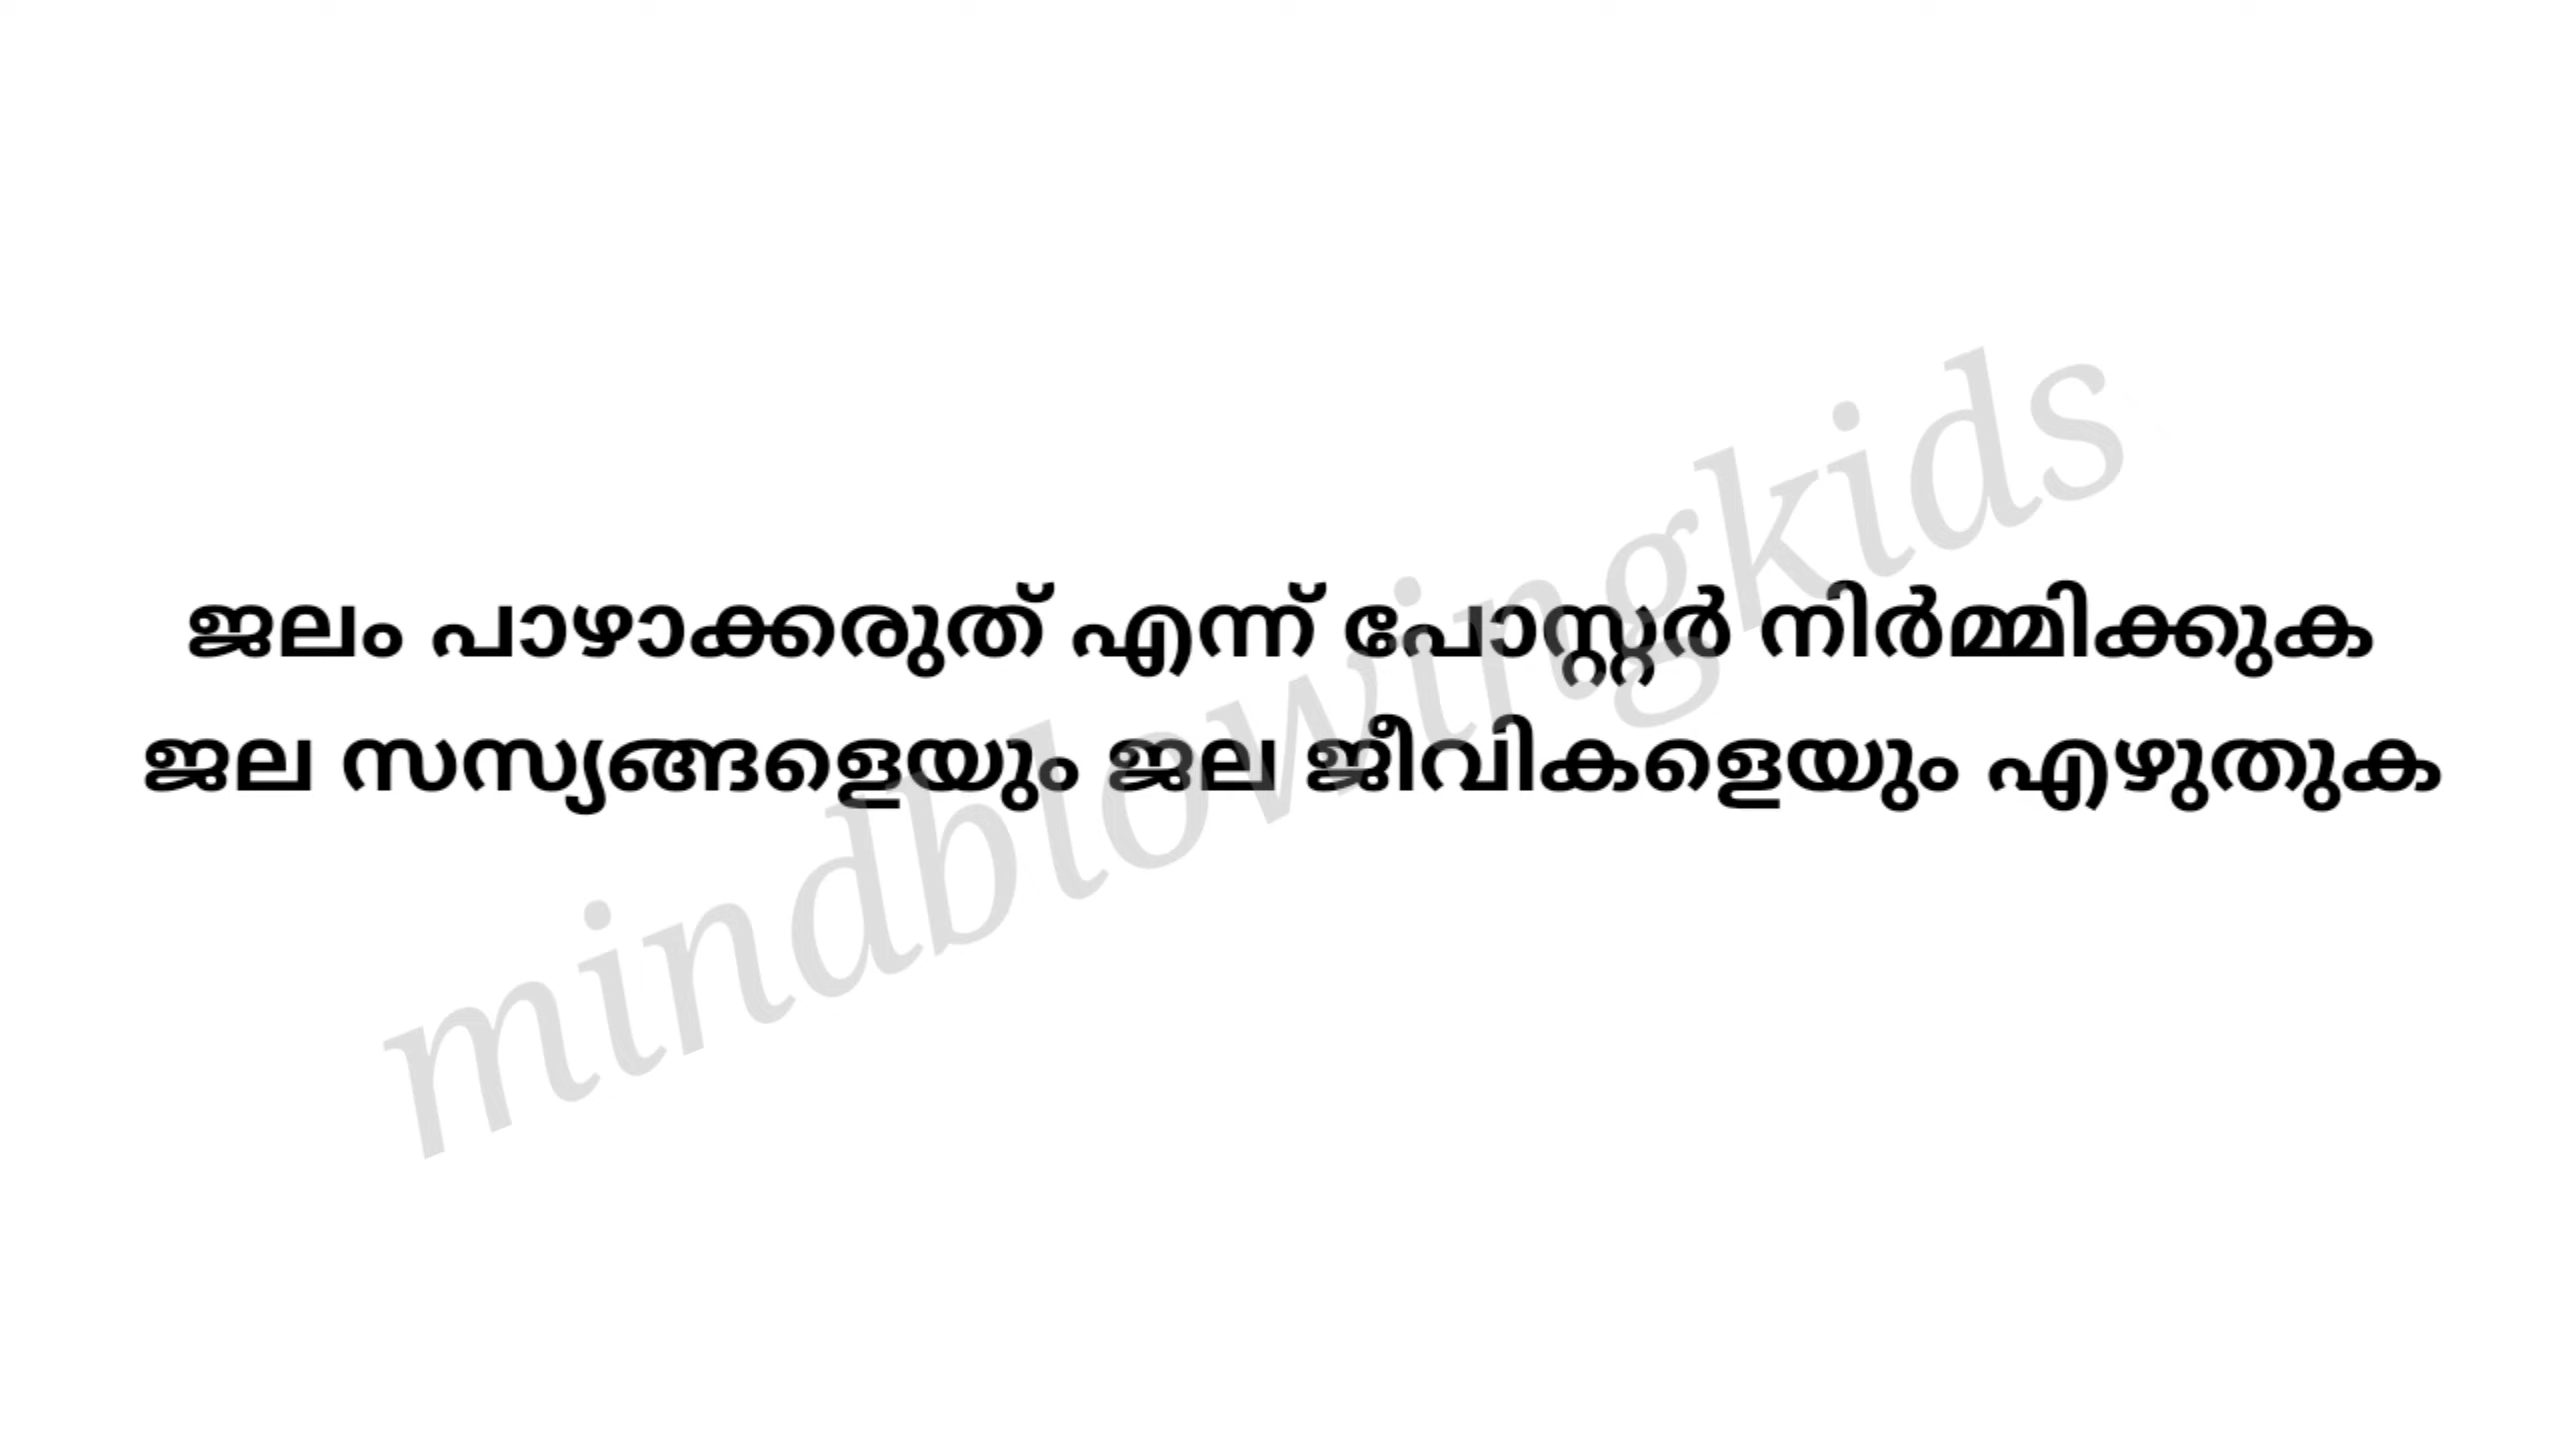 ജലം പാഴാക്കരുത് എന്ന് പോസ്റ്റർ നിർമ്മിക്കുക
ജല സസ്യങ്ങളെയും ജല ജീവികളെയും എഴുതുക
mindblowingkids